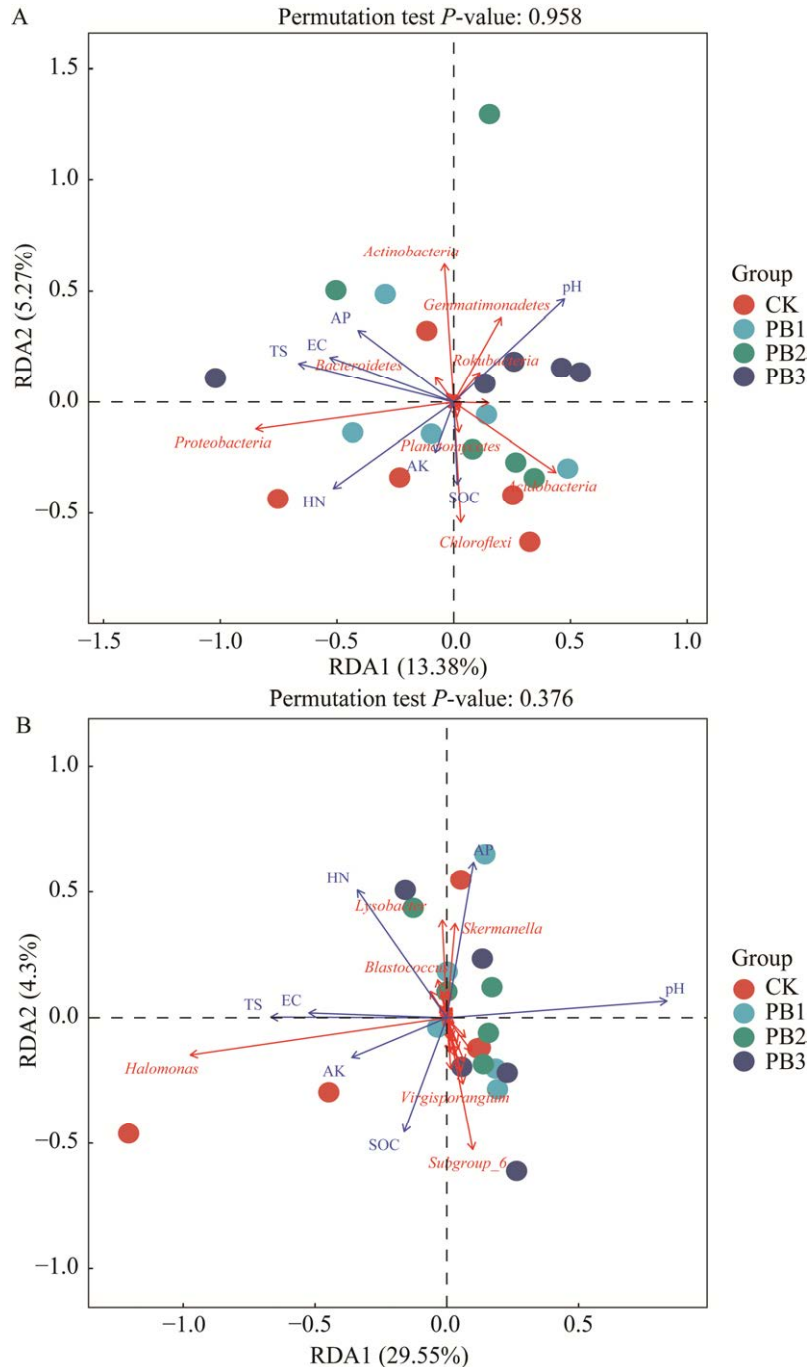 A
Permutation test P-value: 0.958
1.5
1.0
0.5
0.0
−0.5
RDA2 (5.27%)
Actinobacteria
pH
Gemmatimonadetes
AP
EC
TS
Bacteroidetes
Rokubacteria
Proteobacteria
Planctomycetes
AK
HN
SOC
Acidobacteria
Chloroflexi
−1.5
−1.0
−0.5
0.0
0.5
1.0
RDA1 (13.38%)
Group
CK
PB1
PB2
PB3
B
Permutation test P-value: 0.376
1.0
0.5
0.0
−0.5
−1.0
RDA2 (4.3%)
AP
HN
Lysobacter
Skermanella
Blastococcus
pH
TS
EC
Halomonas
AK
Virgisporangium
SOC
Subgroup_6
−1.0
−0.5
0.0
0.5
RDA1 (29.55%)
Group
CK
PB1
PB2
PB3